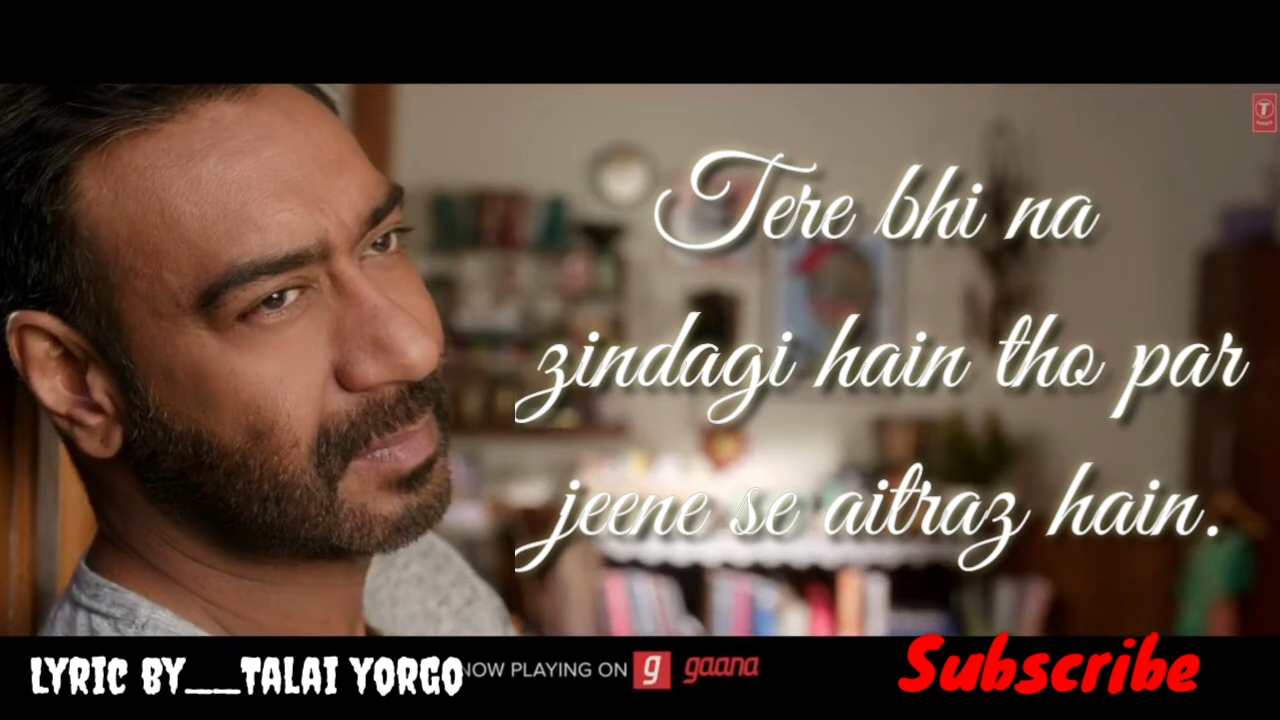 Tere bhi na
zindagi hain tho par
jeene se aitraz hain.
LYRIC BY__TALAI YORGO
NOW PLAYING ON g gaana
Subscribe